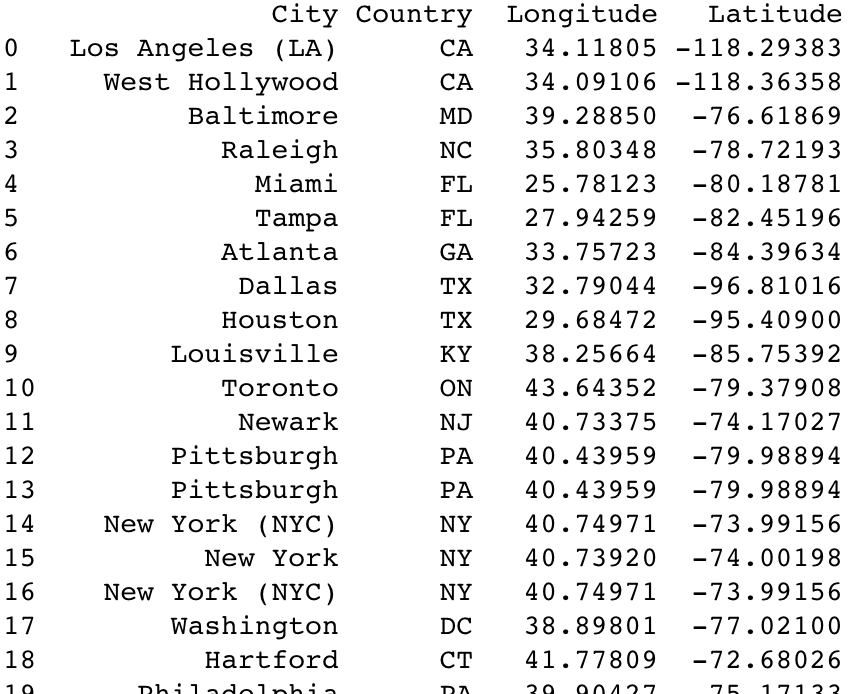 City Country Longitude Latitude
0 Los Angeles (LA) CA 34.11805 -118.29383
1 West Hollywood CA 34.09106 -118.36358
2 Baltimore MD 39.28850 -76.61869
3 Raleigh NC 35.80348 -78.72193
4 Miami FL 25.78123 -80.18781
5 Tampa FL 27.94259 -82.45196
6 Atlanta GA 33.75723 -84.39634
7 Dallas TX 32.79044 -96.81016
8 Houston TX 29.68472 -95.40900
9 Louisville KY 38.25664 -85.75392
10 Toronto ON 43.64352 -79.37908
11 Newark NJ 40.73375 -74.17027
12 Pittsburgh PA 40.43959 -79.98894
13 Pittsburgh PA 40.43959 -79.98894
14 New York (NYC) NY 40.74971 -73.99156
15 New York NY 40.73920 -74.00198
16 New York (NYC) NY 40.74971 -73.99156
17 Washington DC 38.89801 -77.02100
18 Hartford CT 41.77809 -72.68026
19 Philadelphia PA 39.90427 -75.17133